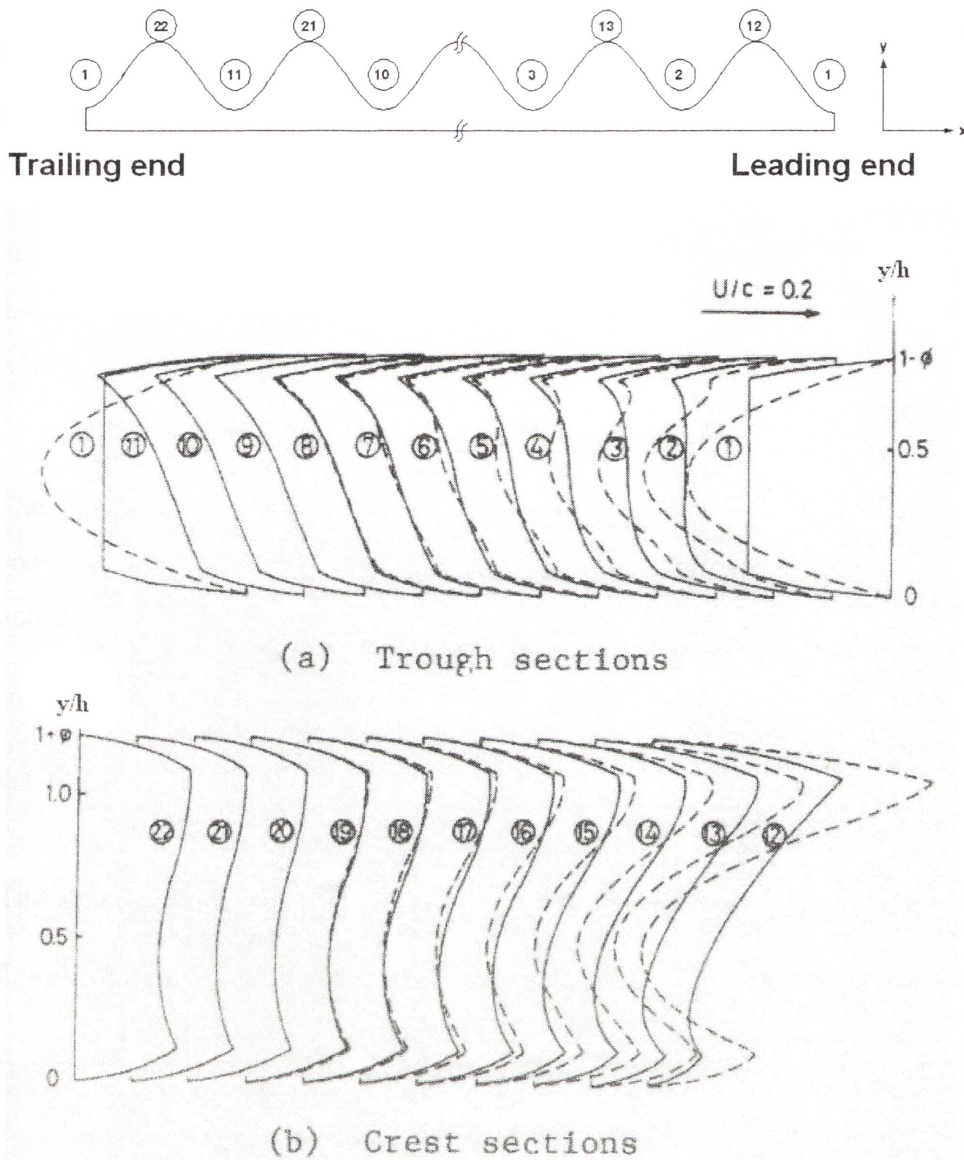 22 21 13 12
1 11 10 3 2 1
y
x
Trailing end Leading end
y/h
U/c = 0.2
1-ø
① ⑪ ⑩ ⑨ ⑧ ⑦ ⑥ ⑤ ④ ③ ② ① 0.5
0
(a) Trough sections
y/h
1+ø
1.0
㉒ ㉑ ⑳ ⑲ ⑱ ⑰ ⑯ ⑮ ⑭ ⑬ ⑫
0.5
0
(b) Crest sections